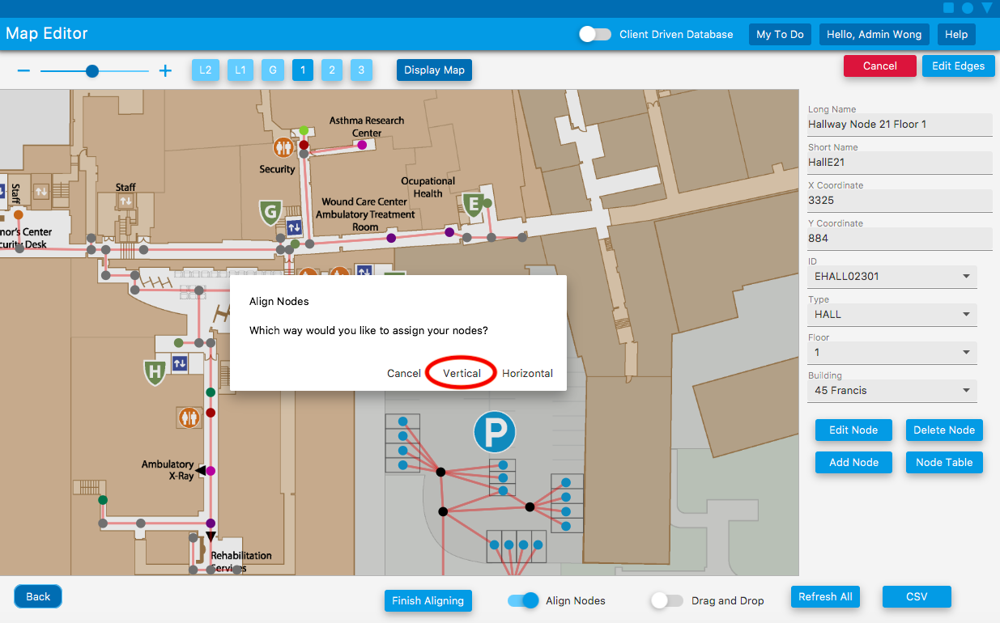 Map Editor
Client Driven Database
My To Do
Hello, Admin Wong
Help
L2
L1
G
1
2
3
Display Map
Cancel
Edit Edges
Asthma Research
Center
Security
Staff
Staff
Ocupational
Health
E
G
Wound Care Center
Ambulatory Treatment
Room
nor's Center
curity Desk
Align Nodes
Which way would you like to assign your nodes?
Cancel
Vertical
Horizontal
H
P
Ambulatory
X-Ray
Rehabilitation
Services
Long Name
Hallway Node 21 Floor 1
Short Name
HallE21
X Coordinate
3325
Y Coordinate
884
ID
EHALL02301
Type
HALL
Floor
1
Building
45 Francis
Edit Node
Delete Node
Add Node
Node Table
Back
Finish Aligning
Align Nodes
Drag and Drop
Refresh All
CSV